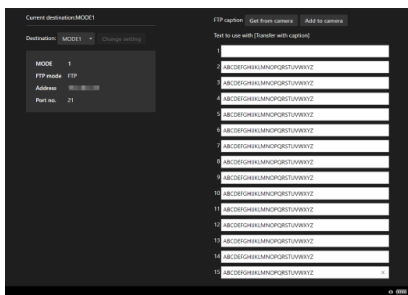 Current destination:MODE1
Destination: MODE1 Change setting
MODE 1
FTP mode FTP
Address
Port no. 21
FTP caption Get from camera Add to camera
Text to use with [Transfer with caption]
1
2 ABCDEFGHIJKLMNOPQRSTUVWXYZ
3 ABCDEFGHIJKLMNOPQRSTUVWXYZ
4 ABCDEFGHIJKLMNOPQRSTUVWXYZ
5 ABCDEFGHIJKLMNOPQRSTUVWXYZ
6 ABCDEFGHIJKLMNOPQRSTUVWXYZ
7 ABCDEFGHIJKLMNOPQRSTUVWXYZ
8 ABCDEFGHIJKLMNOPQRSTUVWXYZ
9 ABCDEFGHIJKLMNOPQRSTUVWXYZ
10 ABCDEFGHIJKLMNOPQRSTUVWXYZ
11 ABCDEFGHIJKLMNOPQRSTUVWXYZ
12 ABCDEFGHIJKLMNOPQRSTUVWXYZ
13 ABCDEFGHIJKLMNOPQRSTUVWXYZ
14 ABCDEFGHIJKLMNOPQRSTUVWXYZ
15 ABCDEFGHIJKLMNOPQRSTUVWXYZ